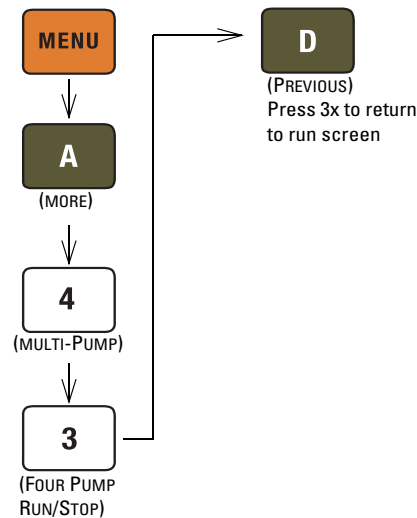 MENU
A
(MORE)
4
(MULTI-PUMP)
3
(FOUR PUMP
RUN/STOP)
D
(PREVIOUS)
Press 3x to return
to run screen